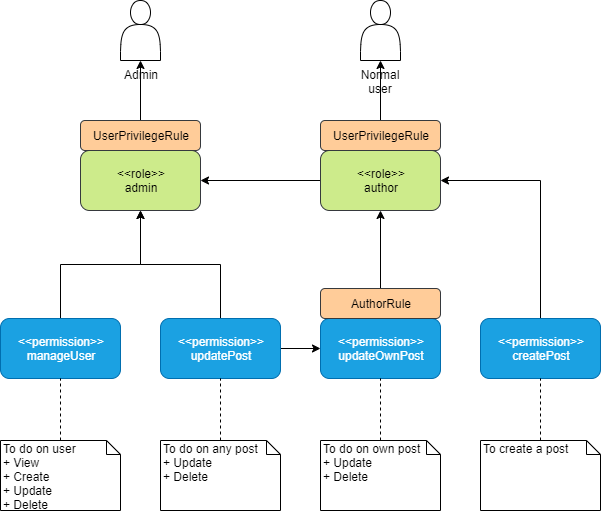 Admin
Normal
user
UserPrivilegeRule
UserPrivilegeRule
<<role>>
admin
<<role>>
author
AuthorRule
<<permission>>
manageUser
<<permission>>
updatePost
<<permission>>
updateOwnPost
<<permission>>
createPost
To do on user
+ View
+ Create
+ Update
+ Delete
To do on any post
+ Update
+ Delete
To do on own post
+ Update
+ Delete
To create a post